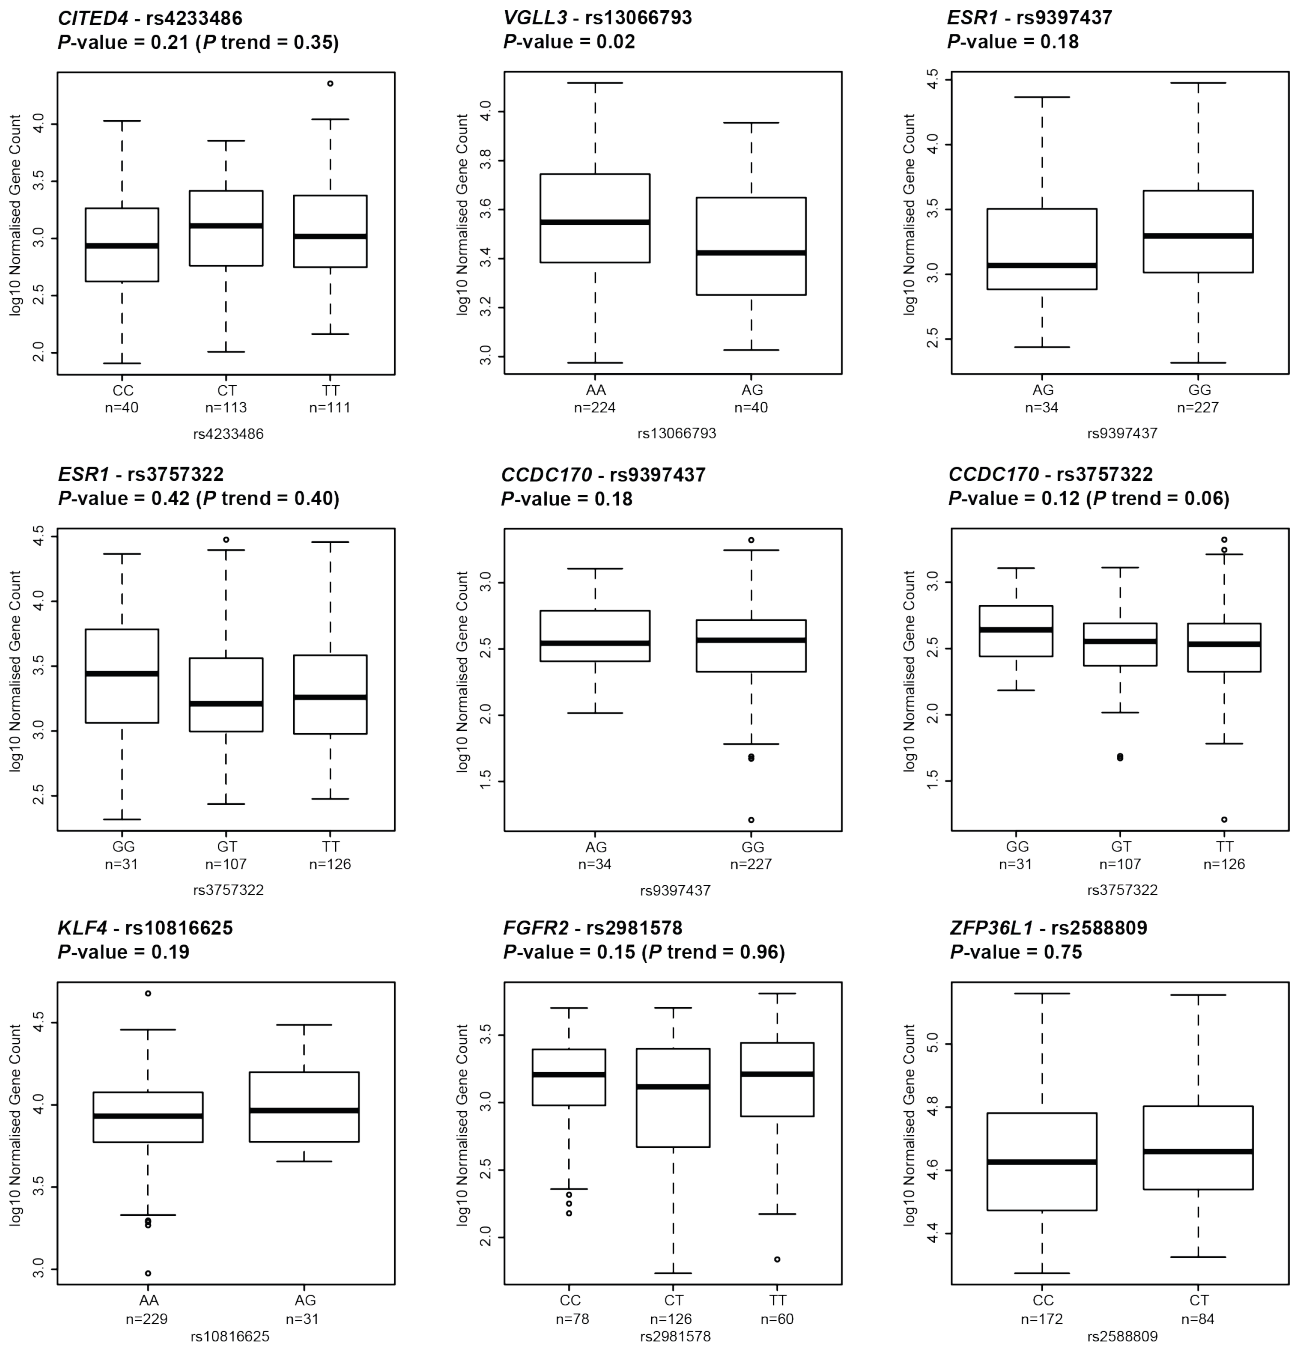 CITED4 - rs4233486
P-value = 0.21 (P trend = 0.35)
log10 Normalised Gene Count
4.0
3.5
3.0
2.5
2.0
CC
CT
TT
n=40
n=113
n=111
rs4233486
VGLL3 - rs13066793
P-value = 0.02
log10 Normalised Gene Count
4.0
3.8
3.6
3.4
3.2
3.0
AA
AG
n=224
n=40
rs13066793
ESR1 - rs9397437
P-value = 0.18
log10 Normalised Gene Count
4.5
4.0
3.5
3.0
2.5
AG
GG
n=34
n=227
rs9397437
ESR1 - rs3757322
P-value = 0.42 (P trend = 0.40)
log10 Normalised Gene Count
4.5
4.0
3.5
3.0
2.5
GG
GT
TT
n=31
n=107
n=126
rs3757322
CCDC170 - rs9397437
P-value = 0.18
log10 Normalised Gene Count
3.0
2.5
2.0
1.5
AG
GG
n=34
n=227
rs9397437
CCDC170 - rs3757322
P-value = 0.12 (P trend = 0.06)
log10 Normalised Gene Count
3.0
2.5
2.0
1.5
GG
GT
TT
n=31
n=107
n=126
rs3757322
KLF4 - rs10816625
P-value = 0.19
log10 Normalised Gene Count
4.5
4.0
3.5
3.0
AA
AG
n=229
n=31
rs10816625
FGFR2 - rs2981578
P-value = 0.15 (P trend = 0.96)
log10 Normalised Gene Count
3.5
3.0
2.5
2.0
CC
CT
TT
n=78
n=126
n=60
rs2981578
ZFP36L1 - rs2588809
P-value = 0.75
log10 Normalised Gene Count
5.0
4.8
4.6
4.4
CC
CT
n=172
n=84
rs2588809